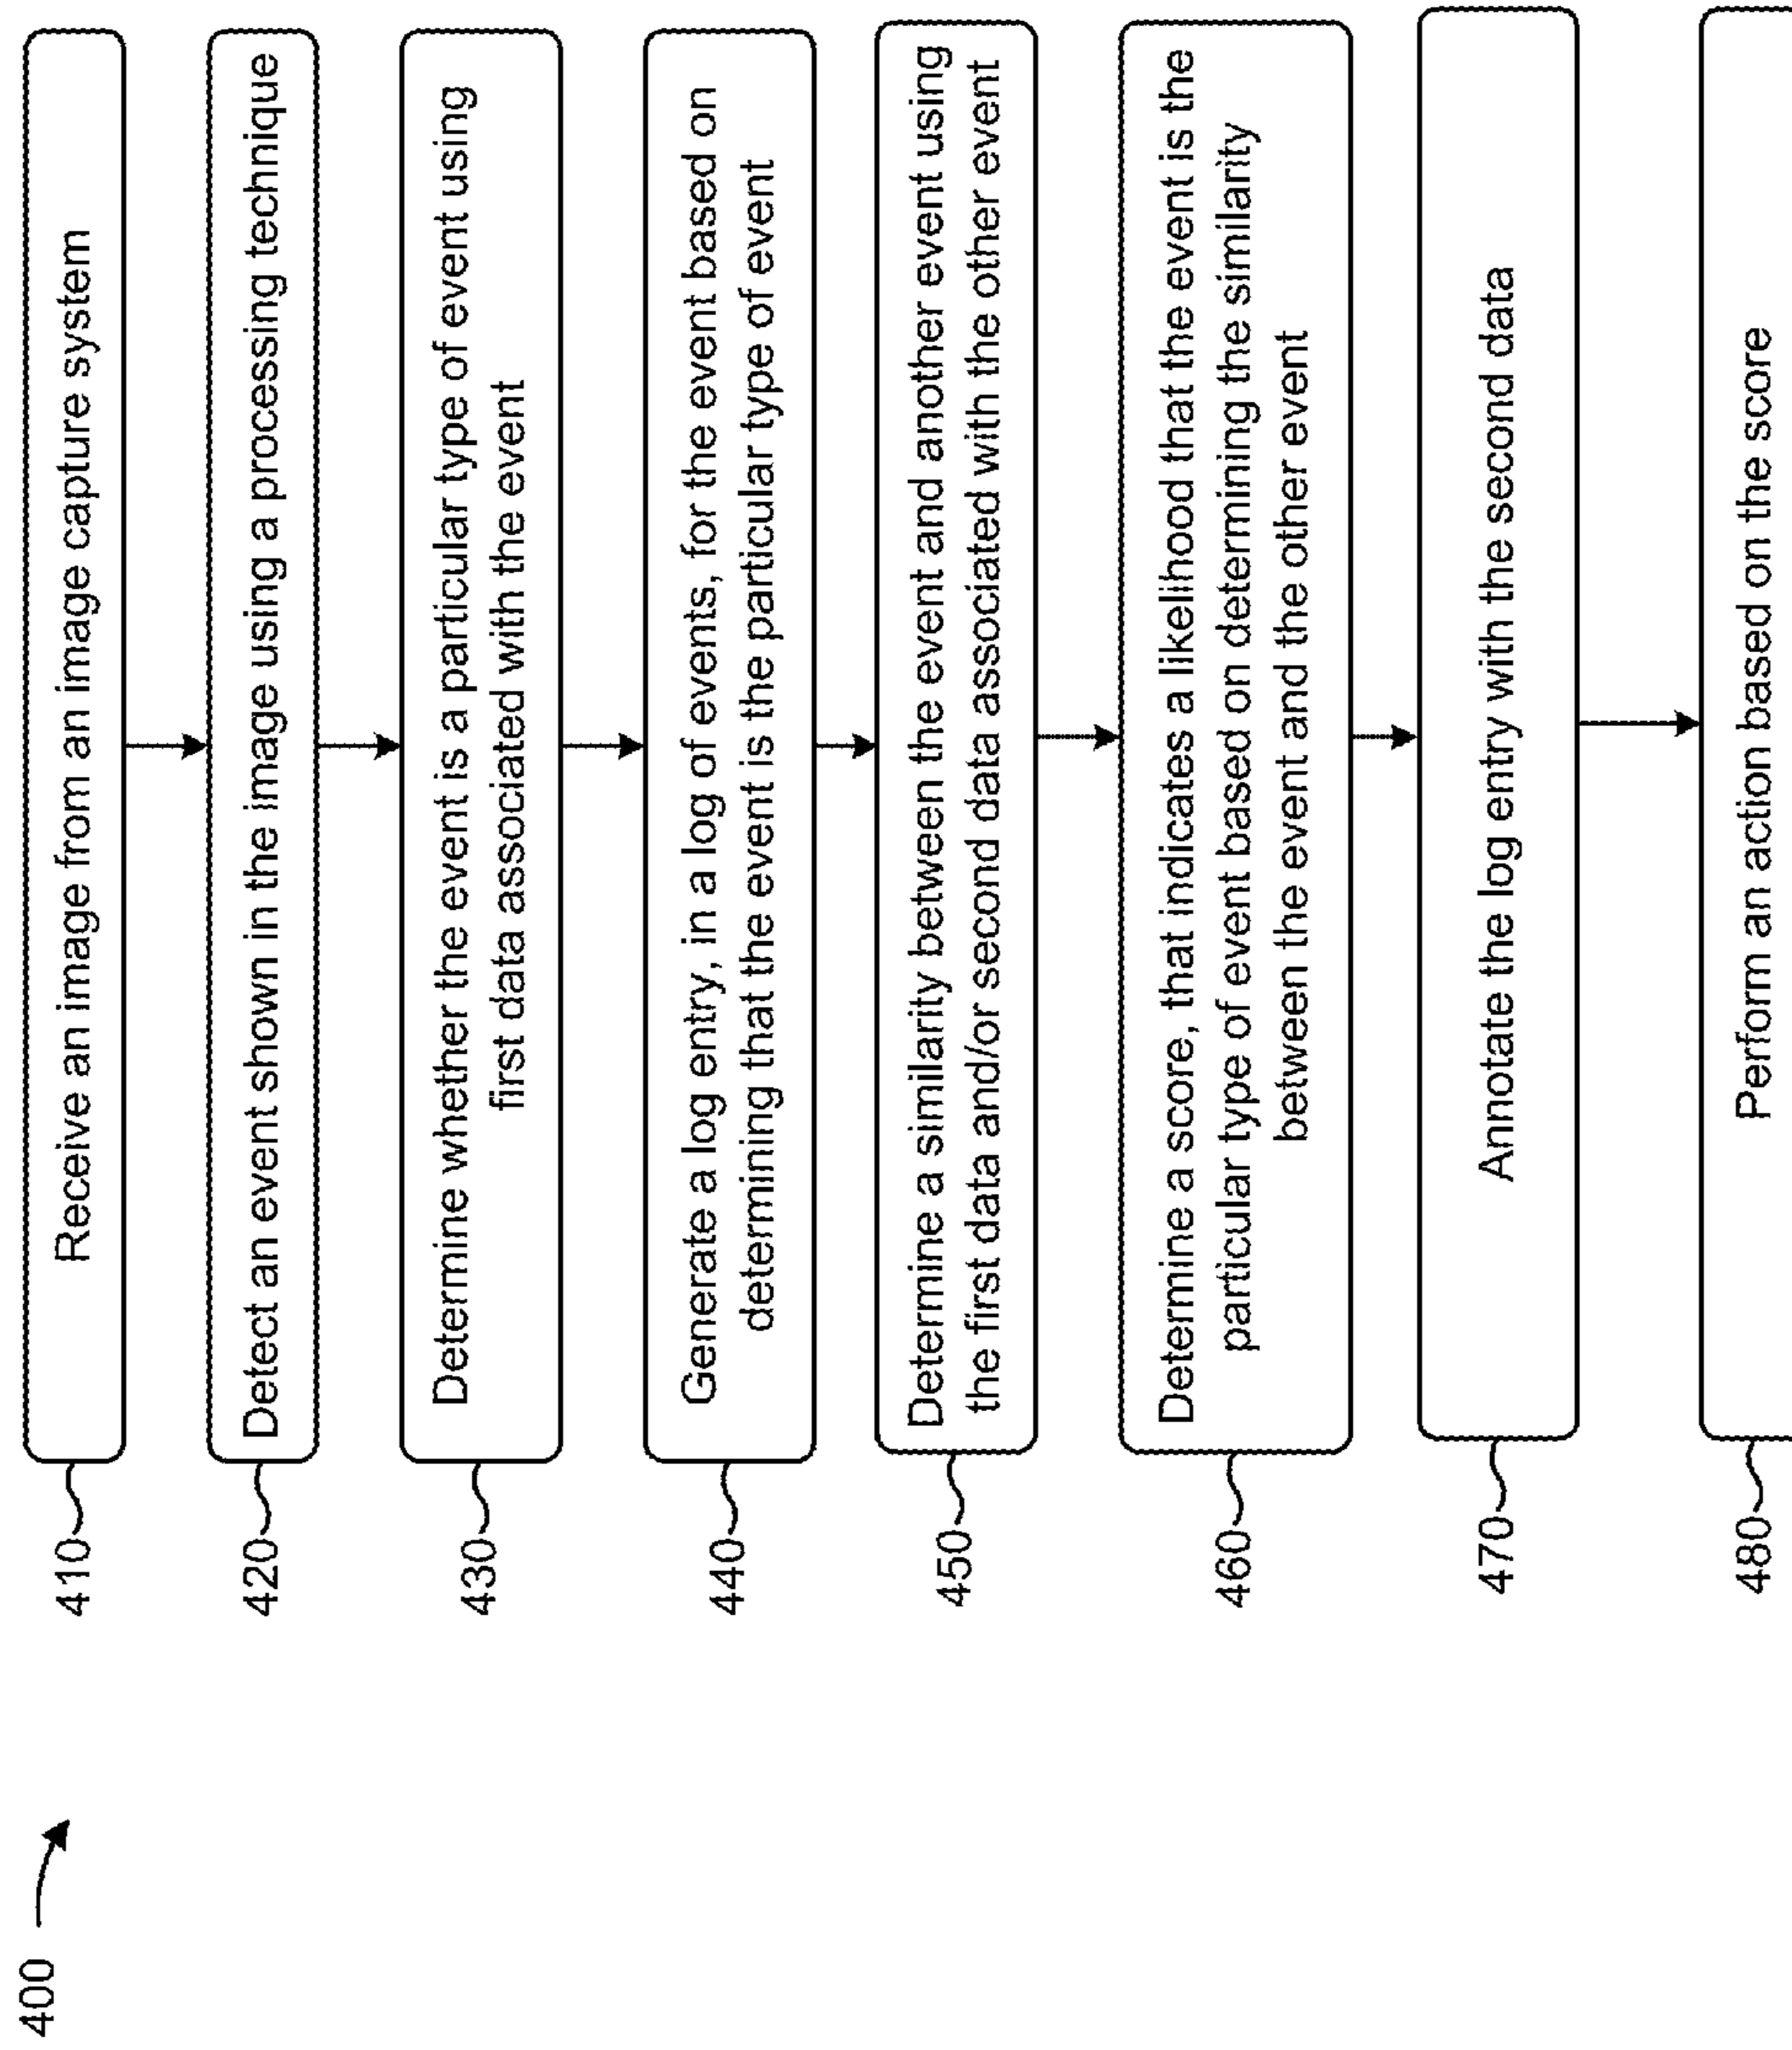 400
410
Receive an image from an image capture system
420
Detect an event shown in the image using a processing technique
430
Determine whether the event is a particular type of event using
first data associated with the event
440
Generate a log entry, in a log of events, for the event based on
determining that the event is the particular type of event
450
Determine a similarity between the event and another event using
the first data and/or second data associated with the other event
460
Determine a score, that indicates a likelihood that the event is the
particular type of event based on determining the similarity
between the event and the other event
470
Annotate the log entry with the second data
480
Perform an action based on the score